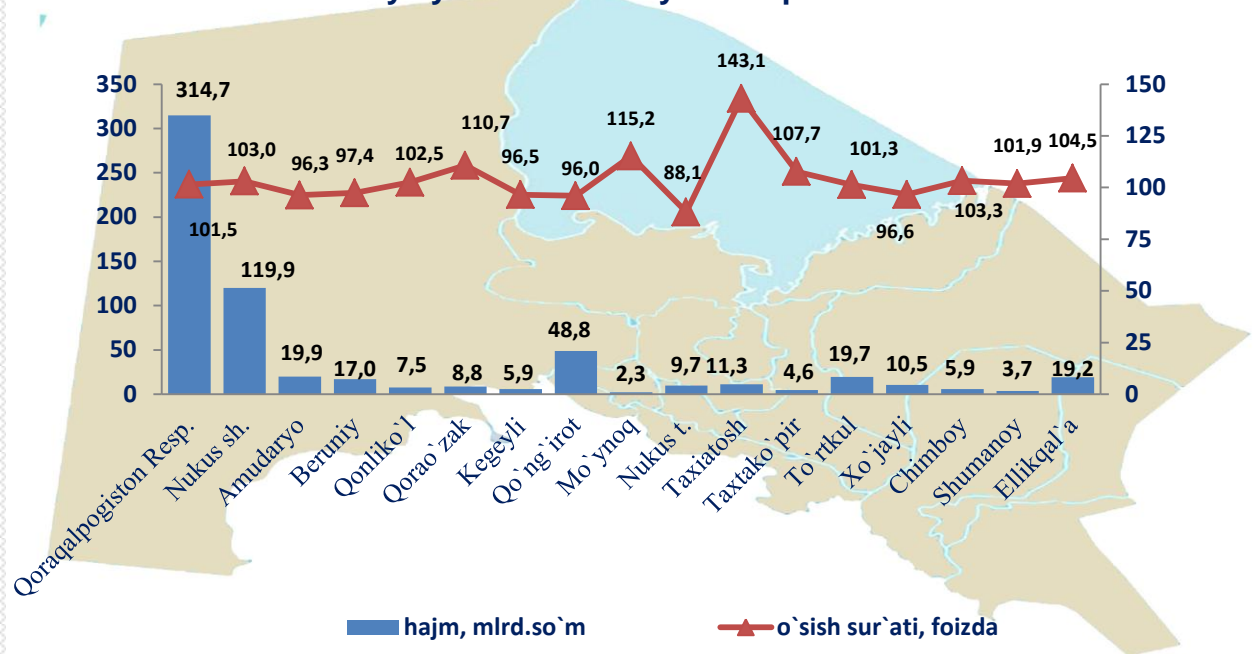 350
300
250
200
150
100
50
0
150
125
100
75
50
25
0
314,7
119,9
19,9
17,0
7,5
8,8
5,9
48,8
2,3
9,7
11,3
4,6
19,7
10,5
5,9
3,7
19,2
101,5
103,0
96,3
97,4
102,5
110,7
96,5
96,0
115,2
88,1
143,1
107,7
101,3
96,6
103,3
101,9
104,5
Qoraqalpogiston Resp.
Nukus sh.
Amudaryo
Beruniy
Qonliko`l
Qorao`zak
Kegeyli
Qo`ng`irot
Mo`ynoq
Nukus t.
Taxiatosh
Taxtako`pir
To`rtkul
Xo`jayli
Chimboy
Shumanoy
Ellikqal`a
hajm, mlrd.so`m
o`sish sur`ati, foizda